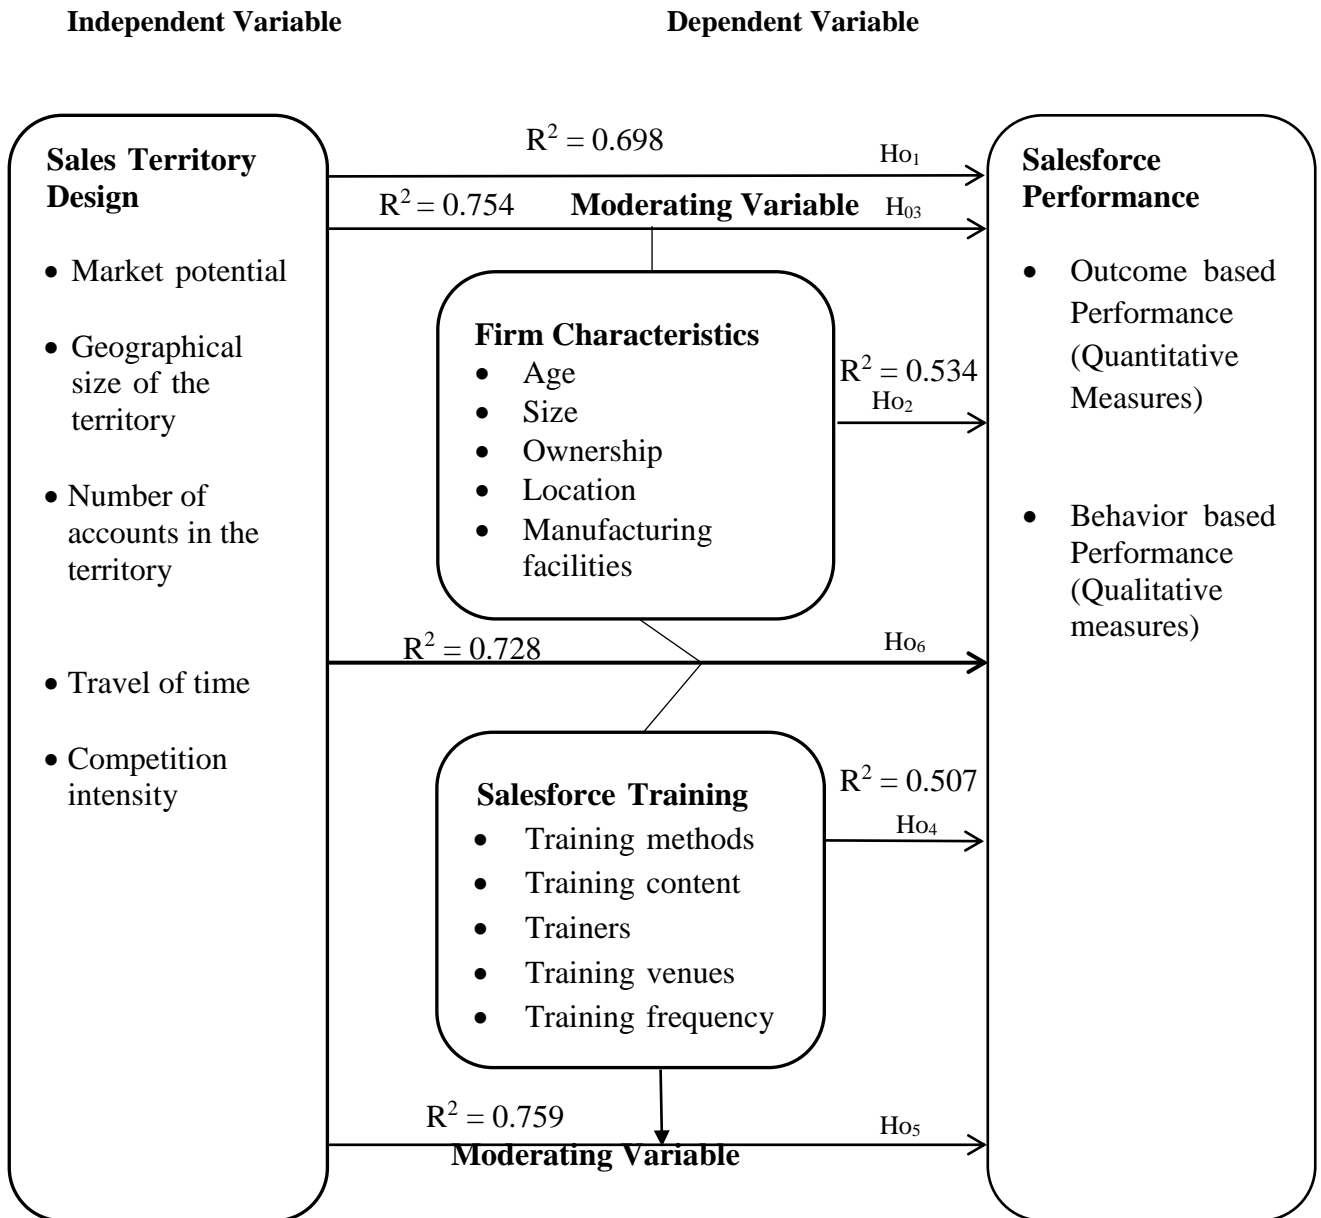 Independent Variable
Dependent Variable
R² = 0.698
Ho₁
Sales Territory
Design
• Market potential
• Geographical
size of the
territory
• Number of
accounts in the
territory
• Travel of time
• Competition
intensity
R² = 0.754
Moderating Variable
H₀₃
Firm Characteristics
• Age
• Size
• Ownership
• Location
• Manufacturing
facilities
R² = 0.534
Ho₂
R² = 0.728
Ho₆
Salesforce Training
• Training methods
• Training content
• Trainers
• Training venues
• Training frequency
R² = 0.507
Ho₄
R² = 0.759
Ho₅
Moderating Variable
Salesforce
Performance
• Outcome based
Performance
(Quantitative
Measures)
• Behavior based
Performance
(Qualitative
measures)